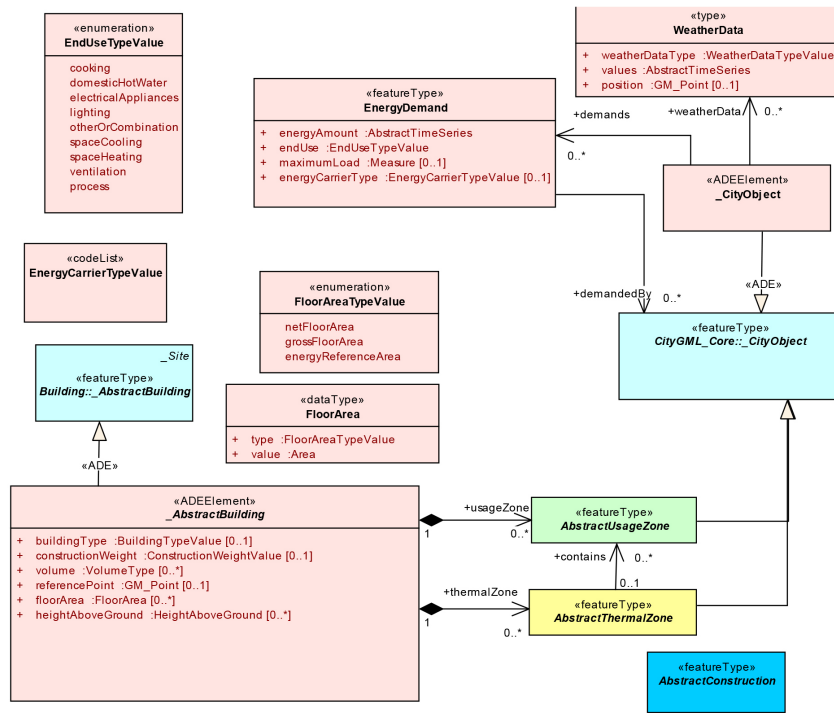 «enumeration»
EndUseTypeValue
cooking
domesticHotWater
electricalAppliances
lighting
otherOrCombination
spaceCooling
spaceHeating
ventilation
process
«type»
WeatherData
+ weatherDataType :WeatherDataTypeValue
+ values :AbstractTimeSeries
+ position :GM_Point [0..1]
«featureType»
EnergyDemand
+ energyAmount :AbstractTimeSeries
+ endUse :EndUseTypeValue
+ maximumLoad :Measure [0..1]
+ energyCarrierType :EnergyCarrierTypeValue [0..1]
+demands
0..*
+weatherData
0..*
«ADEElement»
_CityObject
«codeList»
EnergyCarrierTypeValue
«enumeration»
FloorAreaTypeValue
netFloorArea
grossFloorArea
energyReferenceArea
+demandedBy
0..*
«ADE»
«featureType»
CityGML_Core::_CityObject
_Site
«featureType»
Building::_AbstractBuilding
«dataType»
FloorArea
+ type :FloorAreaTypeValue
+ value :Area
«ADE»
«ADEElement»
_AbstractBuilding
+ buildingType :BuildingTypeValue [0..1]
+ constructionWeight :ConstructionWeightValue [0..1]
+ volume :VolumeType [0..*]
+ referencePoint :GM_Point [0..1]
+ floorArea :FloorArea [0..*]
+ heightAboveGround :HeightAboveGround [0..*]
+usageZone
1
0..*
«featureType»
AbstractUsageZone
+contains
0..*
0..1
+thermalZone
1
0..*
«featureType»
AbstractThermalZone
«featureType»
AbstractConstruction